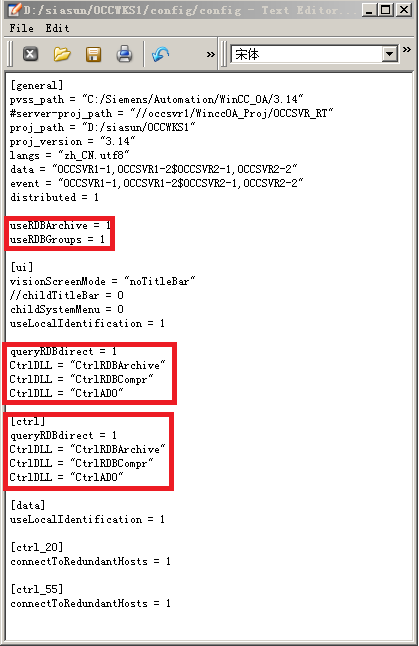 D:/siasun/OCCWKS1/config/config - Text Editor...
File Edit
» 宋体 »
[general]
pvss_path = "C:/Siemens/Automation/WinCC_OA/3.14"
#server-proj_path = "//occsvr1/WinccOA_Proj/OCCSVR_RT"
proj_path = "D:/siasun/OCCWKS1"
proj_version = "3.14"
langs = "zh_CN.utf8"
data = "OCCSVR1-1,OCCSVR1-2$OCCSVR2-1,OCCSVR2-2"
event = "OCCSVR1-1,OCCSVR1-2$OCCSVR2-1,OCCSVR2-2"
distributed = 1
useRDBArchive = 1
useRDBGroups = 1
[ui]
visionScreenMode = "noTitleBar"
//childTitleBar = 0
childSystemMenu = 0
useLocalIdentification = 1
queryRDBdirect = 1
CtrlDLL = "CtrlRDBArchive"
CtrlDLL = "CtrlRDBCompr"
CtrlDLL = "CtrlADO"
[ctrl]
queryRDBdirect = 1
CtrlDLL = "CtrlRDBArchive"
CtrlDLL = "CtrlRDBCompr"
CtrlDLL = "CtrlADO"
[data]
useLocalIdentification = 1
[ctrl_20]
connectToRedundantHosts = 1
[ctrl_55]
connectToRedundantHosts = 1